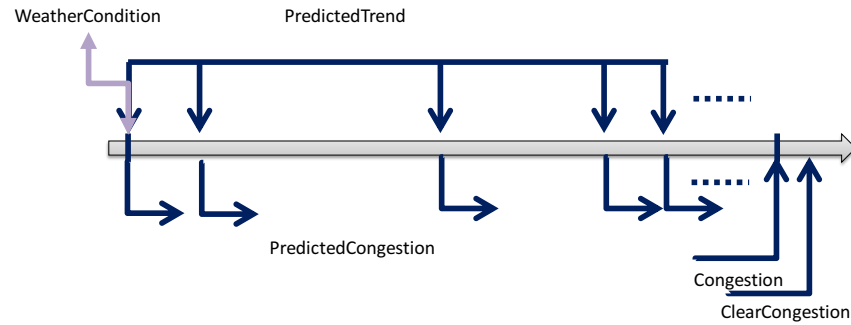 WeatherCondition
PredictedTrend
PredictedCongestion
Congestion
ClearCongestion